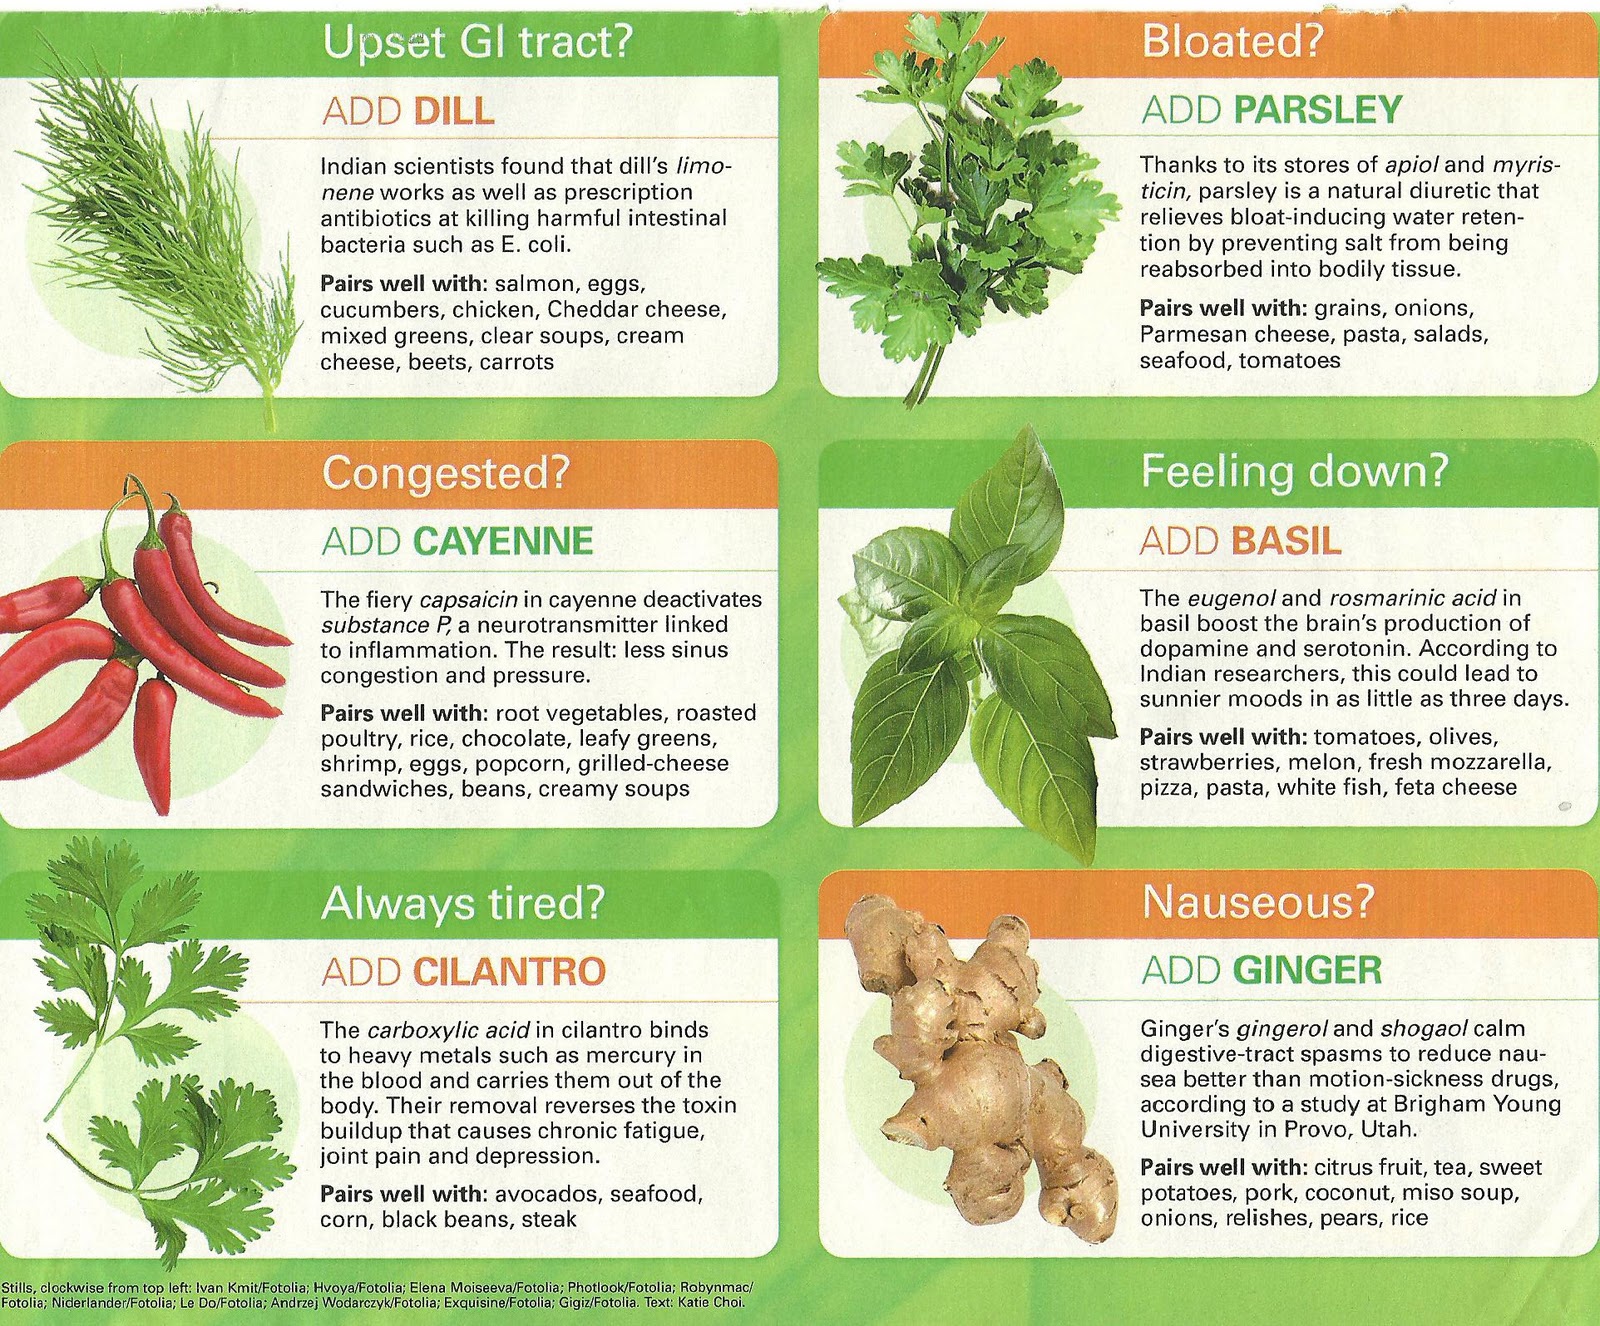 Upset GI tract?
ADD DILL
Indian scientists found that dill's limo-
nene works as well as prescription
antibiotics at killing harmful intestinal
bacteria such as E. coli.
Pairs well with: salmon, eggs,
cucumbers, chicken, Cheddar cheese,
mixed greens, clear soups, cream
cheese, beets, carrots
Bloated?
ADD PARSLEY
Thanks to its stores of apiol and myris-
ticin, parsley is a natural diuretic that
relieves bloat-inducing water reten-
tion by preventing salt from being
reabsorbed into bodily tissue.
Pairs well with: grains, onions,
Parmesan cheese, pasta, salads,
seafood, tomatoes
Congested?
ADD CAYENNE
The fiery capsaicin in cayenne deactivates
substance P, a neurotransmitter linked
to inflammation. The result: less sinus
congestion and pressure.
Pairs well with: root vegetables, roasted
poultry, rice, chocolate, leafy greens,
shrimp, eggs, popcorn, grilled-cheese
sandwiches, beans, creamy soups
Feeling down?
ADD BASIL
The eugenol and rosmarinic acid in
basil boost the brain's production of
dopamine and serotonin. According to
Indian researchers, this could lead to
sunnier moods in as little as three days.
Pairs well with: tomatoes, olives,
strawberries, melon, fresh mozzarella,
pizza, pasta, white fish, feta cheese
Always tired?
ADD CILANTRO
The carboxylic acid in cilantro binds
to heavy metals such as mercury in
the blood and carries them out of the
body. Their removal reverses the toxin
buildup that causes chronic fatigue,
joint pain and depression.
Pairs well with: avocados, seafood,
corn, black beans, steak
Nauseous?
ADD GINGER
Ginger's gingerol and shogaol calm
digestive-tract spasms to reduce nau-
sea better than motion-sickness drugs,
according to a study at Brigham Young
University in Provo, Utah.
Pairs well with: citrus fruit, tea, sweet
potatoes, pork, coconut, miso soup,
onions, relishes, pears, rice
Stills, clockwise from top left: Ivan Kmit/Fotolia; Hvoya/Fotolia; Elena Moiseeva/Fotolia; Photlook/Fotolia; Robynmac/
Fotolia; Niderlander/Fotolia; Le Do/Fotolia; Andrzej Wodarczyk/Fotolia; Exquisine/Fotolia; Gigiz/Fotolia. Text: Katie Choi.